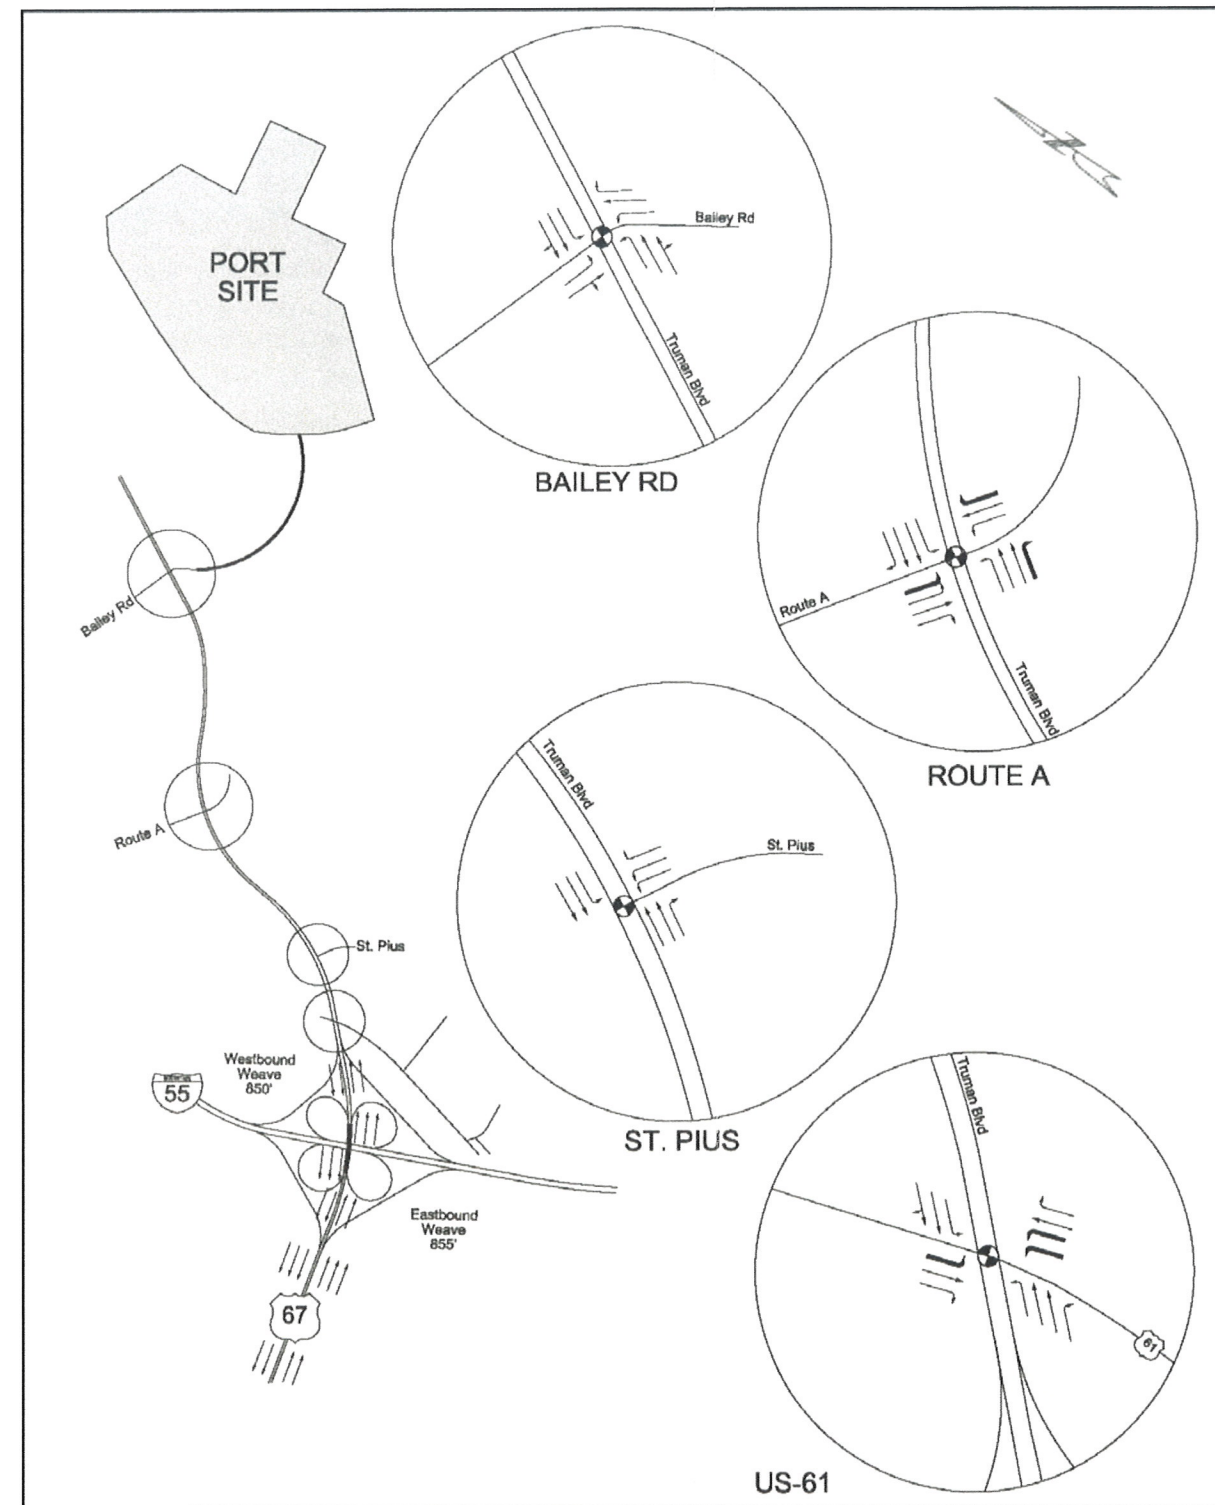 PORT
SITE
Bailey Rd
Truman Blvd
BAILEY RD
Route A
Truman Blvd
ROUTE A
Bailey Rd
Route A
St. Pius
Truman Blvd
St. Pius
ST. PIUS
Westbound
Weave
850'
55
Eastbound
Weave
855'
67
Truman Blvd
61
US-61